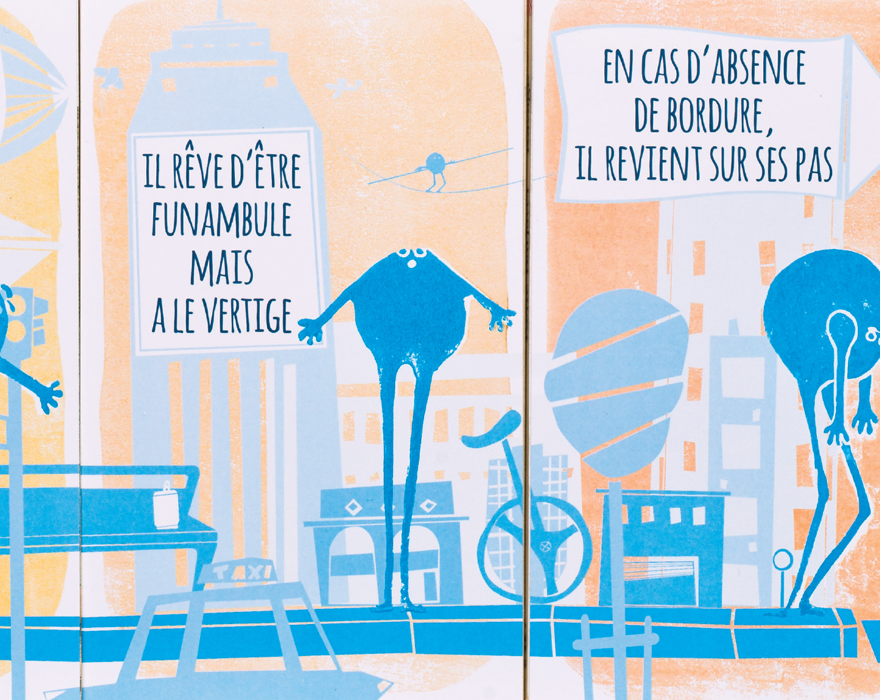 IL RÊVE D'ÊTRE
FUNAMBULE
MAIS
A LE VERTIGE
EN CAS D'ABSENCE
DE BORDURE,
IL REVIENT SUR SES PAS
TAXI